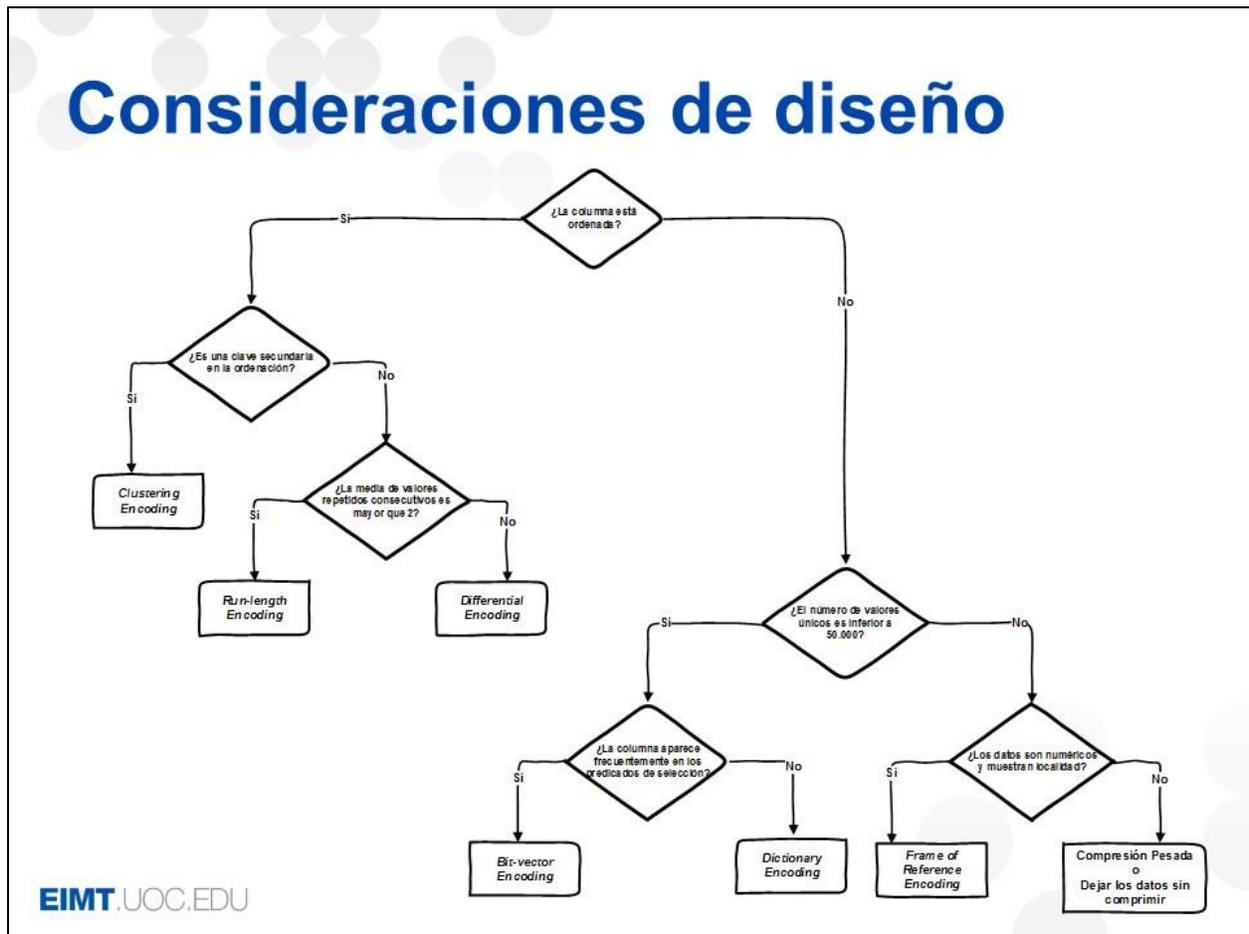 Consideraciones de diseño
¿La columna está
ordenada?
Si
No
¿Es una clave secundaria
en la ordenación?
Si
No
Clustering
Encoding
¿La media de valores
repetidos consecutivos es
mayor que 2?
Si
No
Run-length
Encoding
Differential
Encoding
¿El número de valores
únicos es inferior a
50.000?
Si
No
¿La columna aparece
frecuentemente en los
predicados de selección?
Si
No
¿Los datos son numéricos
y muestran localidad?
Si
No
Bit-vector
Encoding
Dictionary
Encoding
Frame of
Reference
Encoding
Compresión Pesada
o
Dejar los datos sin
comprimir
EIMT.UOC.EDU